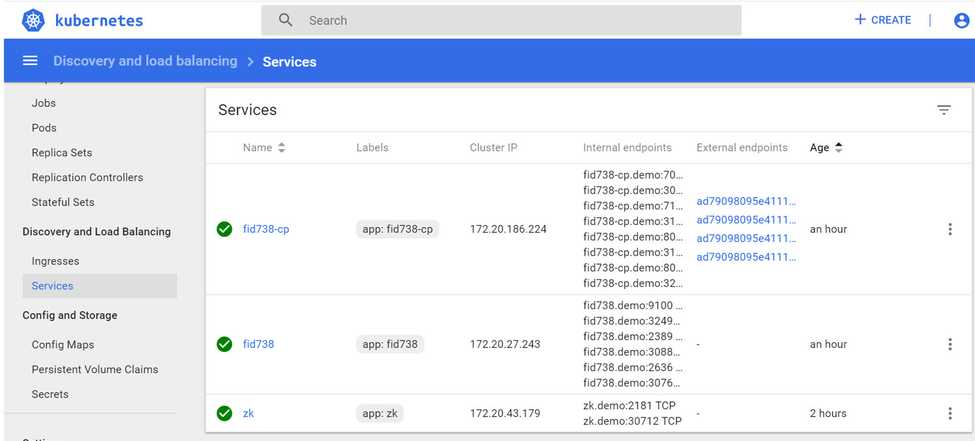 kubernetes
Search
+ CREATE
Discovery and load balancing > Services
Jobs
Pods
Replica Sets
Replication Controllers
Stateful Sets
Discovery and Load Balancing
Ingresses
Services
Config and Storage
Config Maps
Persistent Volume Claims
Secrets
Services
Name Labels Cluster IP Internal endpoints External endpoints Age
fid738-cp app: fid738-cp 172.20.186.224
fid738-cp.demo:70...
fid738-cp.demo:30...
fid738-cp.demo:71...
fid738-cp.demo:31...
fid738-cp.demo:80...
fid738-cp.demo:31...
fid738-cp.demo:80...
fid738-cp.demo:32...
ad79098095e4111...
ad79098095e4111...
ad79098095e4111...
ad79098095e4111...
an hour
fid738 app: fid738 172.20.27.243
fid738.demo:9100 ...
fid738.demo:3249...
fid738.demo:2389 ...
fid738.demo:3088...
fid738.demo:2636 ...
fid738.demo:3076...
-
an hour
zk app: zk 172.20.43.179
zk.demo:2181 TCP
zk.demo:30712 TCP
-
2 hours